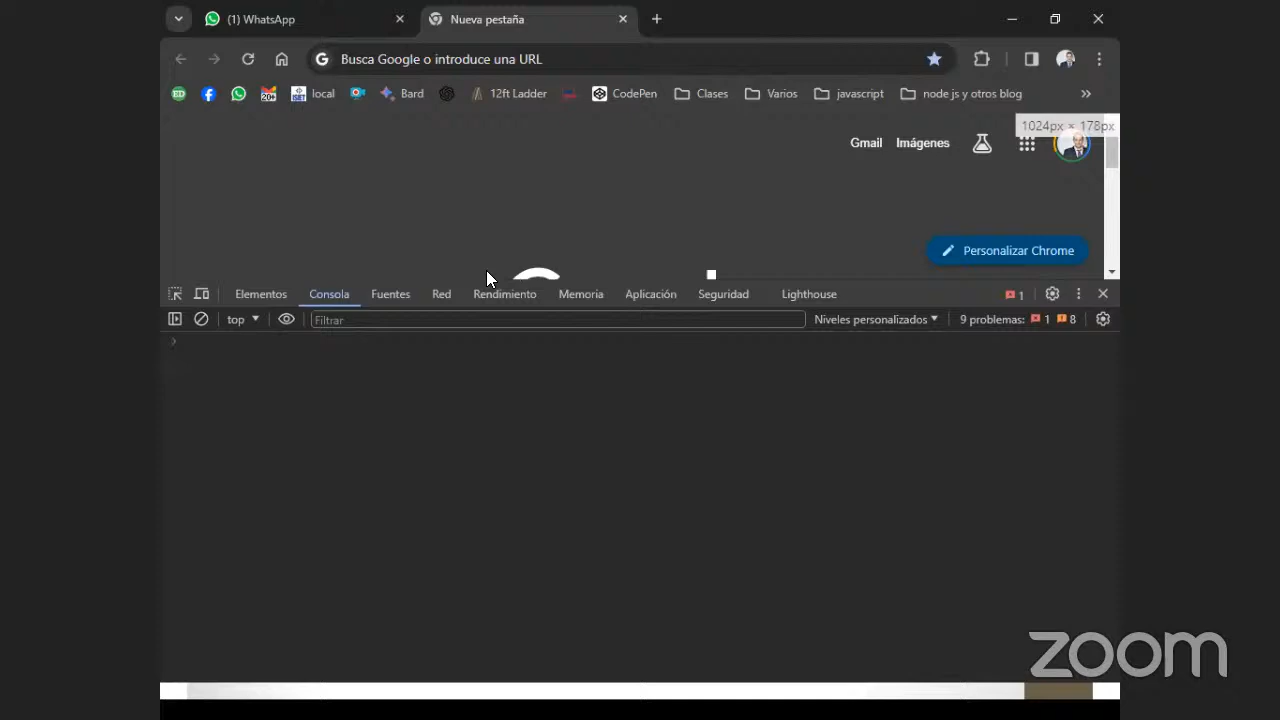 (1) WhatsApp
Nueva pestaña
Busca Google o introduce una URL
local Bard 12ft Ladder CodePen Clases Varios javascript node js y otros blog
1024px × 178px
Gmail Imágenes
Personalizar Chrome
Elementos Consola Fuentes Red Rendimiento Memoria Aplicación Seguridad Lighthouse 1
top Filtrar Niveles personalizados 9 problemas: 1 8
zoom